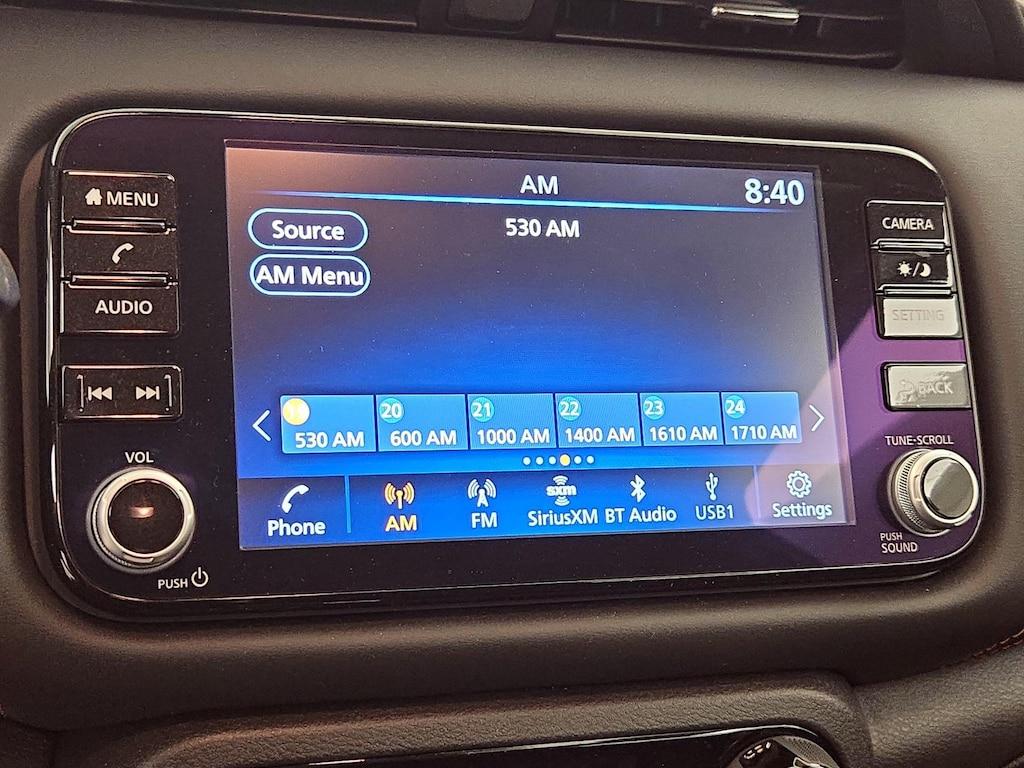 MENU
AUDIO
VOL
PUSH
AM
8:40
Source
530 AM
AM Menu
20
21
22
23
24
530 AM
600 AM
1000 AM
1400 AM
1610 AM
1710 AM
Phone
AM
FM
sxm
SiriusXM
BT Audio
USB1
Settings
CAMERA
SETTING
BACK
TUNE-SCROLL
PUSH
SOUND